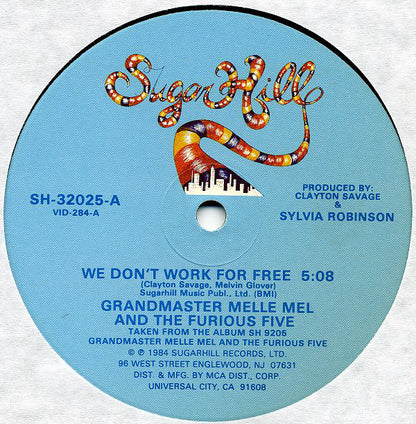 Sugar Hill
SH-32025-A
VID-284-A
PRODUCED BY:
CLAYTON SAVAGE
&
SYLVIA ROBINSON
WE DON'T WORK FOR FREE 5:08
(Clayton Savage, Melvin Glover)
Sugarhill Music Publ., Ltd. (BMI)
GRANDMASTER MELLE MEL
AND THE FURIOUS FIVE
TAKEN FROM THE ALBUM SH 9205
GRANDMASTER MELLE MEL AND THE FURIOUS FIVE
© ℗ 1984 SUGARHILL RECORDS, LTD.
96 WEST STREET ENGLEWOOD, NJ 07631
DIST. & MFG. BY MCA DIST., CORP.
UNIVERSAL CITY, CA 91608